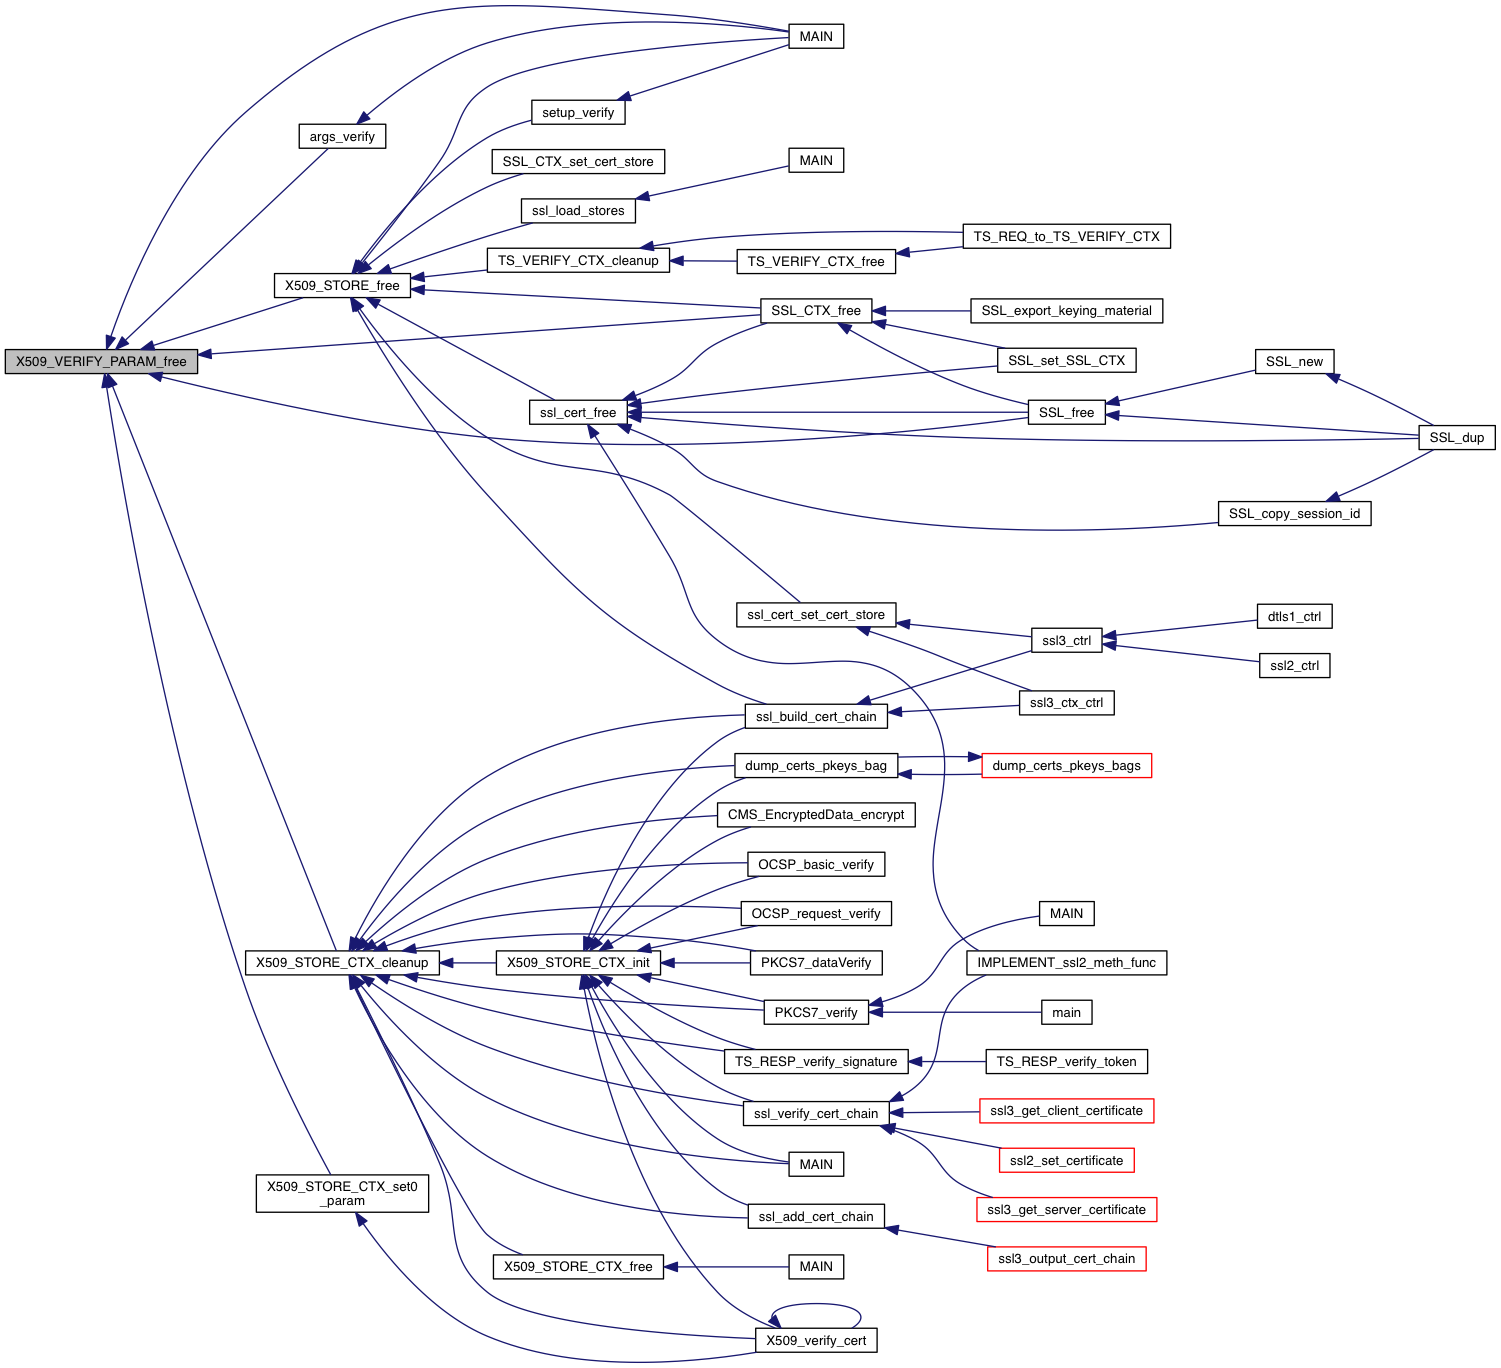 MAIN
setup_verify
args_verify
SSL_CTX_set_cert_store
MAIN
ssl_load_stores
TS_REQ_to_TS_VERIFY_CTX
TS_VERIFY_CTX_cleanup
TS_VERIFY_CTX_free
X509_STORE_free
SSL_CTX_free
SSL_export_keying_material
X509_VERIFY_PARAM_free
SSL_set_SSL_CTX
SSL_new
ssl_cert_free
SSL_free
SSL_dup
SSL_copy_session_id
ssl_cert_set_cert_store
dtls1_ctrl
ssl3_ctrl
ssl2_ctrl
ssl3_ctx_ctrl
ssl_build_cert_chain
dump_certs_pkeys_bag
dump_certs_pkeys_bags
CMS_EncryptedData_encrypt
OCSP_basic_verify
OCSP_request_verify
MAIN
X509_STORE_CTX_cleanup
X509_STORE_CTX_init
PKCS7_dataVerify
IMPLEMENT_ssl2_meth_func
PKCS7_verify
main
TS_RESP_verify_signature
TS_RESP_verify_token
ssl_verify_cert_chain
ssl3_get_client_certificate
MAIN
ssl2_set_certificate
X509_STORE_CTX_set0
_param
ssl_add_cert_chain
ssl3_get_server_certificate
ssl3_output_cert_chain
X509_STORE_CTX_free
MAIN
X509_verify_cert